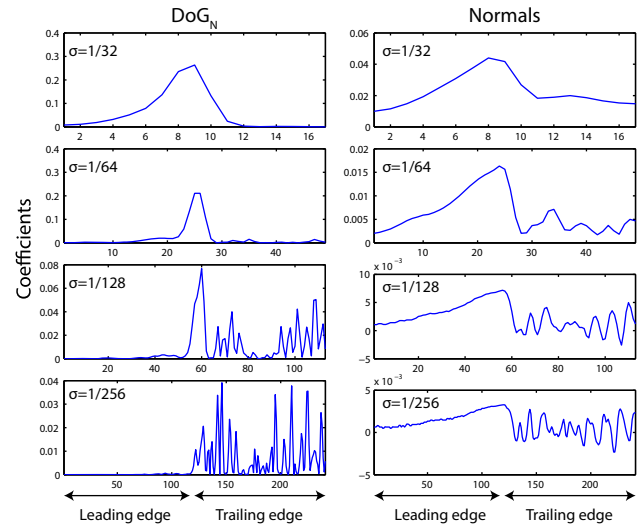 DoG_N
Normals
Coefficients
σ=1/32
0.4
0.3
0.2
0.1
0
2 4 6 8 10 12 14 16
σ=1/32
0.06
0.04
0.02
0
2 4 6 8 10 12 14 16
σ=1/64
0.4
0.3
0.2
0.1
0
10 20 30 40
σ=1/64
0.02
0.015
0.01
0.005
0
10 20 30 40
σ=1/128
0.08
0.06
0.04
0.02
0
20 40 60 80 100
x 10⁻³
σ=1/128
10
5
0
−5
20 40 60 80 100
σ=1/256
0.04
0.03
0.02
0.01
0
50 100 150 200
x 10⁻³
σ=1/256
5
0
−5
50 100 150 200
Leading edge Trailing edge
Leading edge Trailing edge